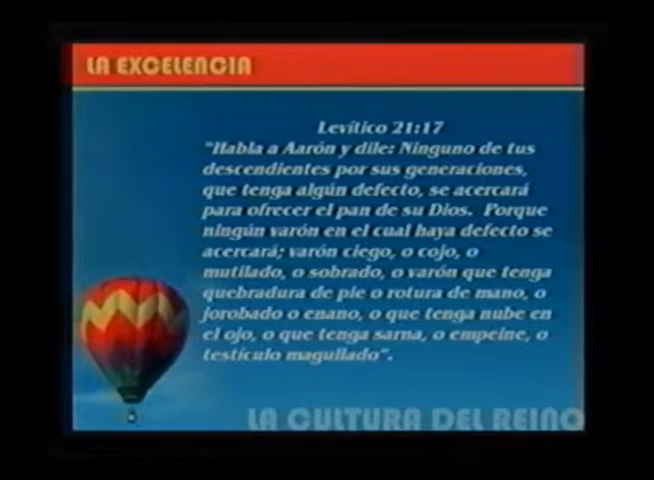 LA EXCELENCIA
Levítico 21:17
"Habla a Aarón y dile: Ninguno de tus
descendientes por sus generaciones,
que tenga algún defecto, se acercará
para ofrecer el pan de su Dios. Porque
ningún varón en el cual haya defecto se
acercará; varón ciego, o cojo, o
mutilado, o sobrado, o varón que tenga
quebradura de pie o rotura de mano, o
jorobado o enano, o que tenga nube en
el ojo, o que tenga sarna, o empeine, o
testículo magullado".
LA CULTURA DEL REINO